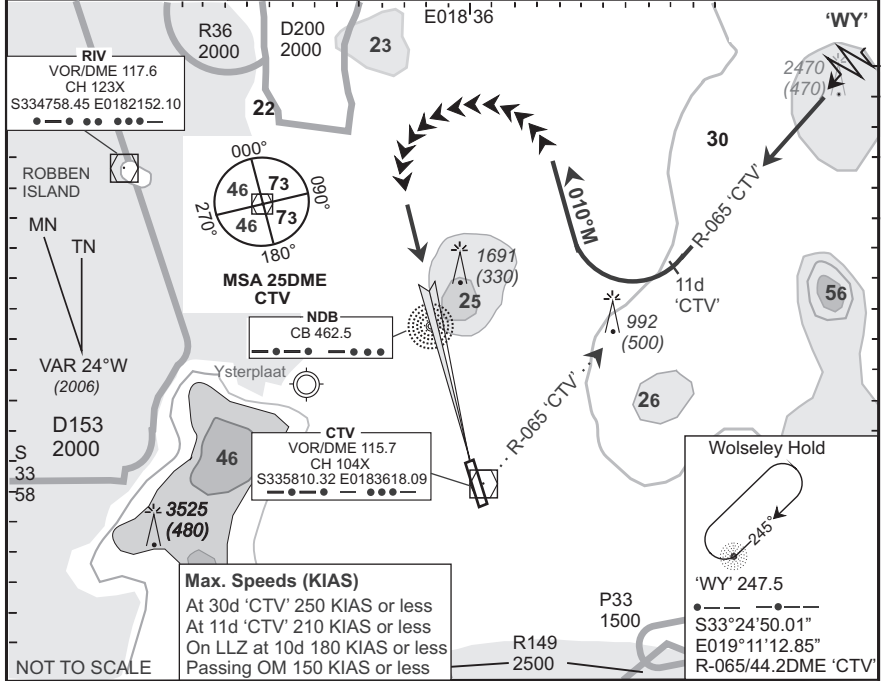 E018 36
'WY'
R36
2000
D200
2000
23
2470
(470)
RIV
VOR/DME 117.6
CH 123X
S334758.45 E0182152.10
22
30
ROBBEN
ISLAND
000°
090°
180°
270°
46
73
46
73
MSA 25DME
CTV
MN
TN
VAR 24°W
(2006)
010°M
R-065 'CTV'
11d
'CTV'
1691
(330)
25
NDB
CB 462.5
992
(500)
56
Ysterplaat
26
R-065 'CTV'
D153
2000
S
33
58
46
3525
(480)
CTV
VOR/DME 115.7
CH 104X
S335810.32 E0183618.09
Wolseley Hold
245°
'WY' 247.5
S33°24'50.01"
E019°11'12.85"
R-065/44.2DME 'CTV'
Max. Speeds (KIAS)
At 30d 'CTV' 250 KIAS or less
At 11d 'CTV' 210 KIAS or less
On LLZ at 10d 180 KIAS or less
Passing OM 150 KIAS or less
P33
1500
R149
2500
NOT TO SCALE